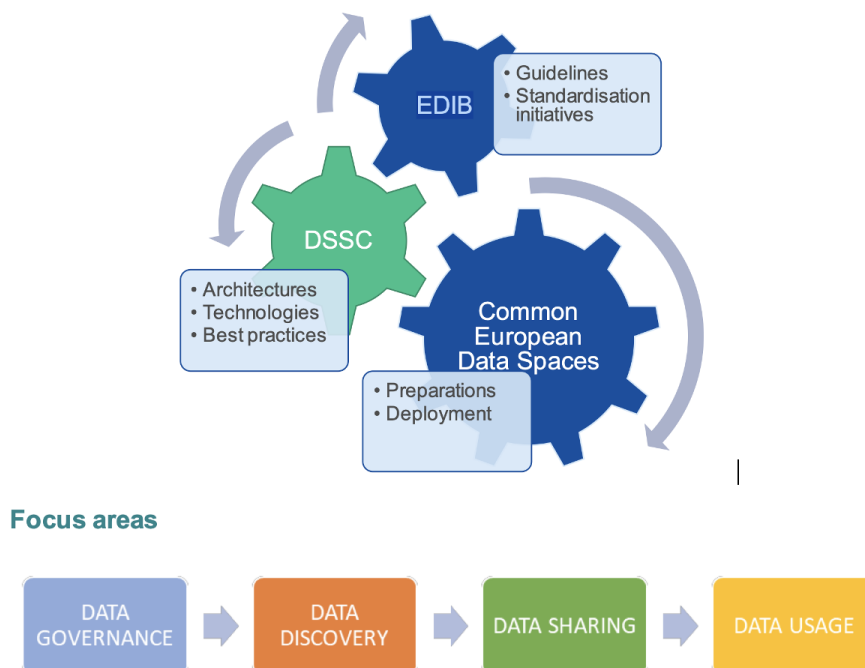 EDIB
• Guidelines
• Standardisation
initiatives
DSSC
• Architectures
• Technologies
• Best practices
Common
European
Data Spaces
• Preparations
• Deployment
Focus areas
DATA
GOVERNANCE
DATA
DISCOVERY
DATA SHARING
DATA USAGE